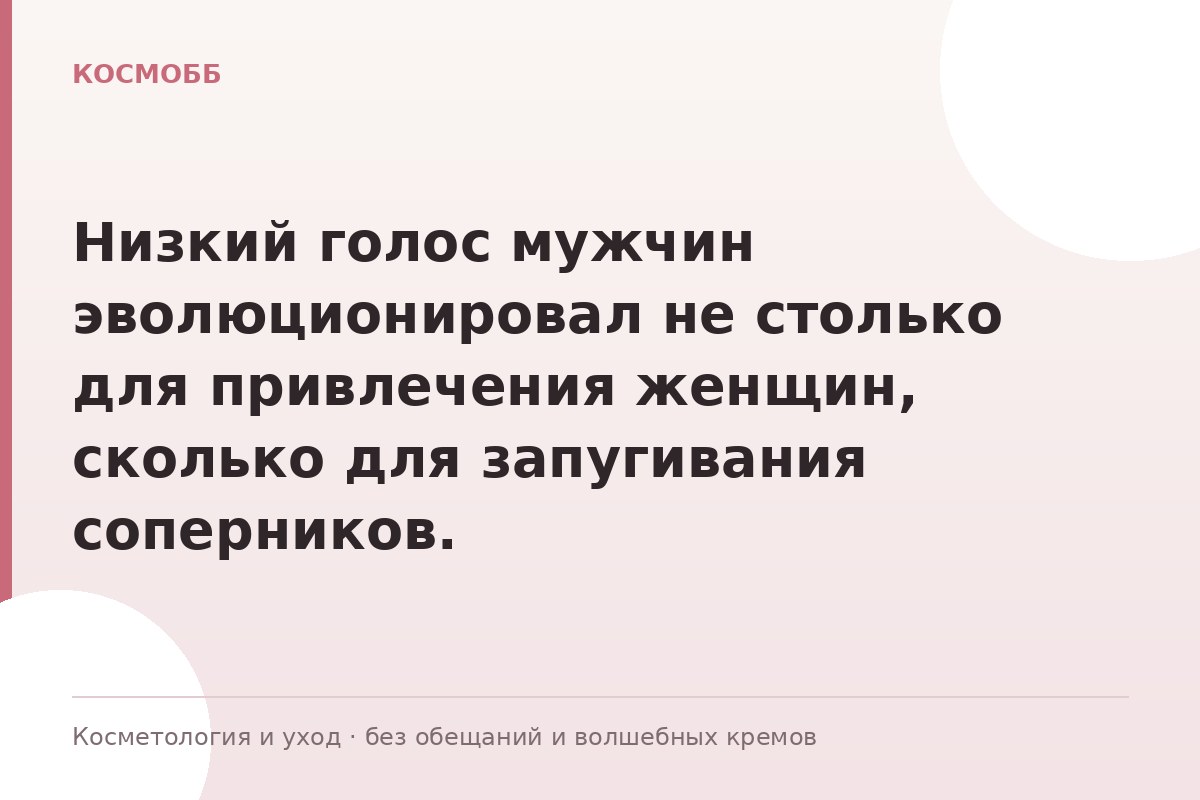 КОСМОББ
Низкий голос мужчин
эволюционировал не столько
для привлечения женщин,
сколько для запугивания
соперников.
Косметология и уход · без обещаний и волшебных кремов